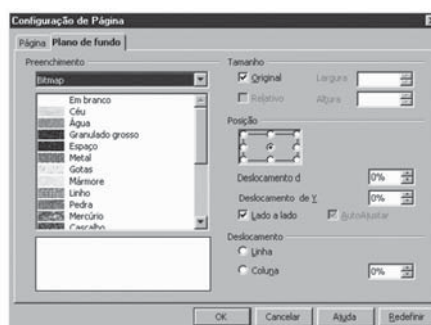 Configuração de Página
Página Plano de fundo
Preenchimento
Bitmap
Em branco
Céu
Água
Granulado grosso
Espaço
Metal
Gotas
Mármore
Linho
Pedra
Mercúrio
Cascalho
Tamanho
Original Largura
Relativo Altura
Posição
Deslocamento d 0%
Deslocamento de Y 0%
Lado a lado AutoAjustar
Deslocamento
Linha
Coluna 0%
OK Cancelar Ajuda Redefinir